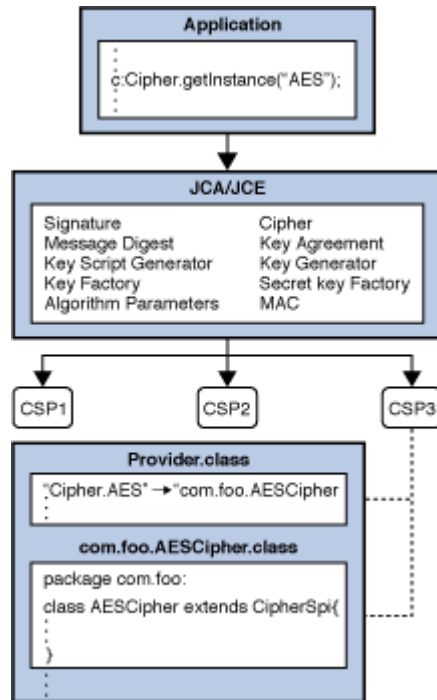 Application
c:Cipher.getInstance("AES");
JCA/JCE
Signature
Message Digest
Key Script Generator
Key Factory
Algorithm Parameters
Cipher
Key Agreement
Key Generator
Secret key Factory
MAC
CSP1
CSP2
CSP3
Provider.class
"Cipher.AES" → "com.foo.AESCipher
com.foo.AESCipher.class
package com.foo:
class AESCipher extends CipherSpi{
}